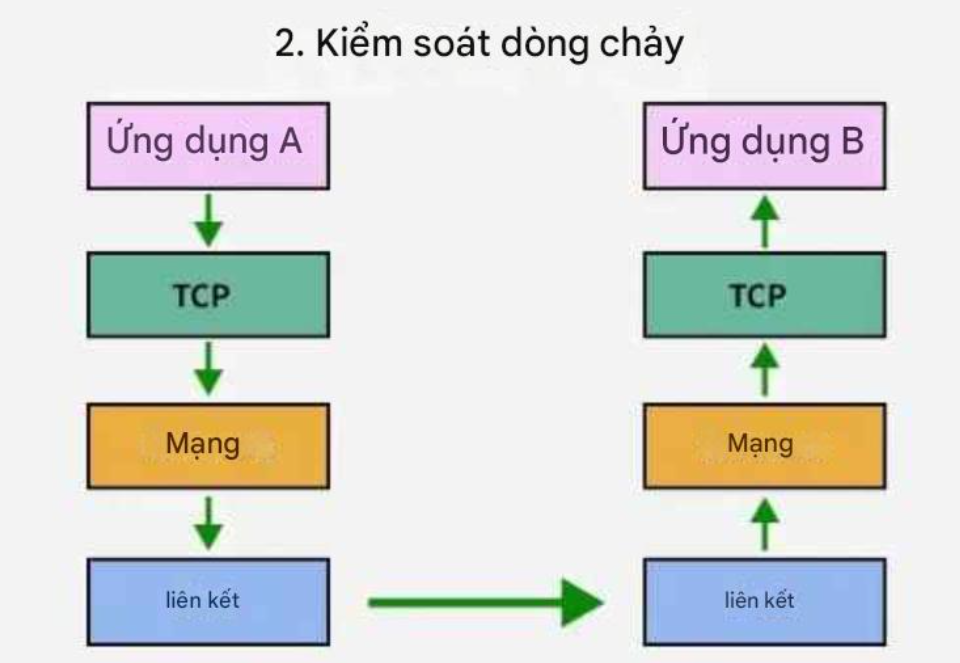 2. Kiểm soát dòng chảy
Ứng dụng A
Ứng dụng B
TCP
TCP
Mạng
Mạng
liên kết
liên kết